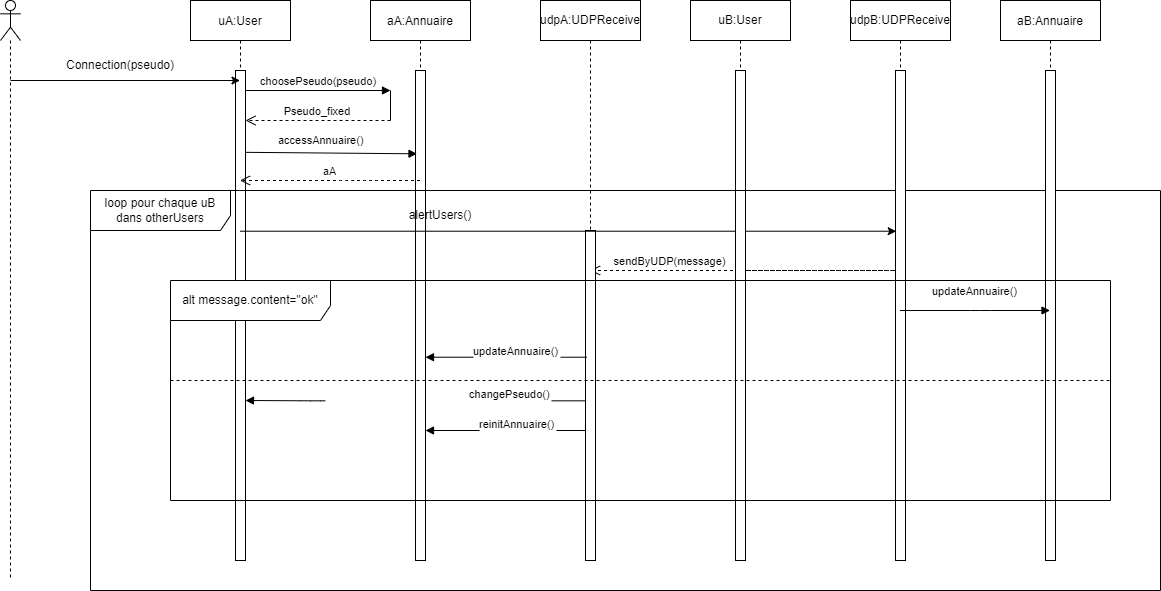 uA:User
aA:Annuaire
udpA:UDPReceive
uB:User
udpB:UDPReceive
aB:Annuaire
Connection(pseudo)
choosePseudo(pseudo)
Pseudo_fixed
accessAnnuaire()
aA
loop pour chaque uB
dans otherUsers
alertUsers()
sendByUDP(message)
alt message.content="ok"
updateAnnuaire()
updateAnnuaire()
changePseudo()
reinitAnnuaire()